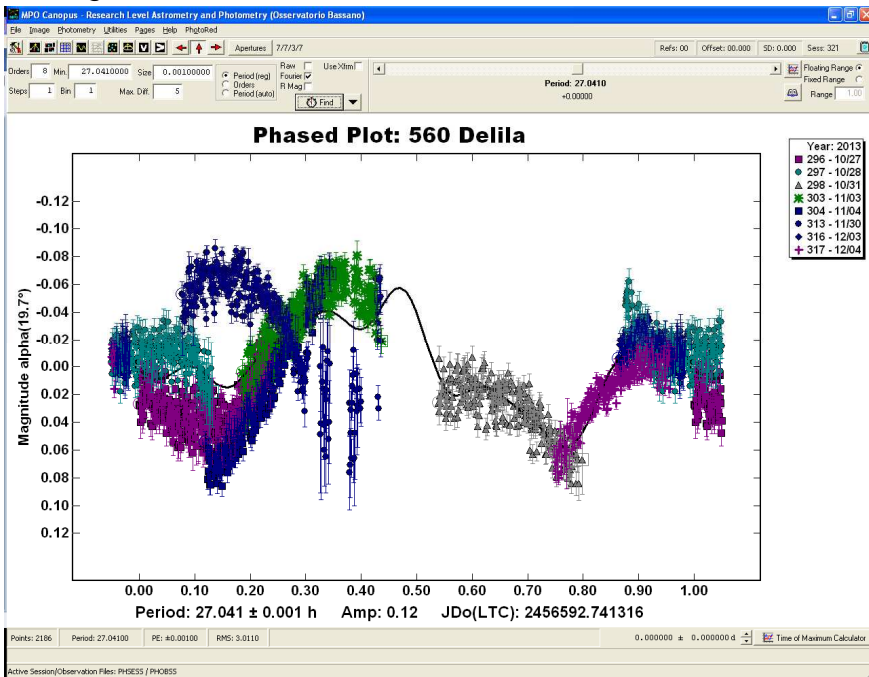 MPO Canopus - Research Level Astrometry and Photometry (Osservatorio Bassano)
File Image Photometry Utilities Pages Help PhotoRed
Apertures 7/7/3/7 Refs: 00 Offset: 00.000 SD: 0.000 Sess: 321
Orders 8 Min. 27.0410000 Size 0.00100000
Steps 1 Bin 1 Max. Diff. 5
Period (reg)
Orders
Period (auto)
Raw
Fourier
R Mag
Use Xfrm
Find
Period: 27.0410
+0.00000
Floating Range
Fixed Range
Range 1.00
Phased Plot: 560 Delila
Year: 2013
296 - 10/27
297 - 10/28
298 - 10/31
303 - 11/03
304 - 11/04
313 - 11/30
316 - 12/03
317 - 12/04
Magnitude alpha(19.7°)
-0.12
-0.10
-0.08
-0.06
-0.04
-0.02
0.00
0.02
0.04
0.06
0.08
0.10
0.12
0.00 0.10 0.20 0.30 0.40 0.50 0.60 0.70 0.80 0.90 1.00
Period: 27.041 ± 0.001 h Amp: 0.12 JDo(LTC): 2456592.741316
Points: 2186 Period: 27.04100 PE: ±0.00100 RMS: 3.0110 0.000000 ± 0.000000 d Time of Maximum Calculator
Active Session/Observation Files: PHSESS / PHOBSS